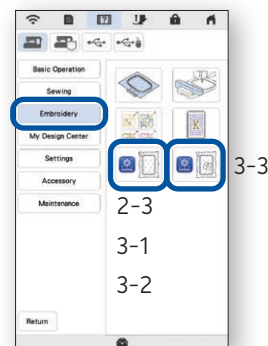 Basic Operation
Sewing
Embroidery
My Design Center
Settings
Accessory
Maintenance
K
3-3
2-3
3-1
3-2
Return